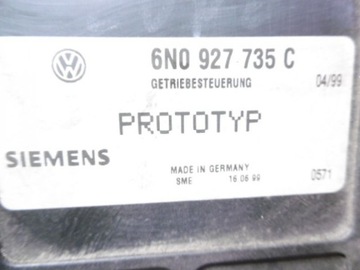 6N0 927 735 C
GETRIEBESTEUERUNG 04/99
PROTOTYP
SIEMENS
MADE IN GERMANY
SME 16.06.99 0571